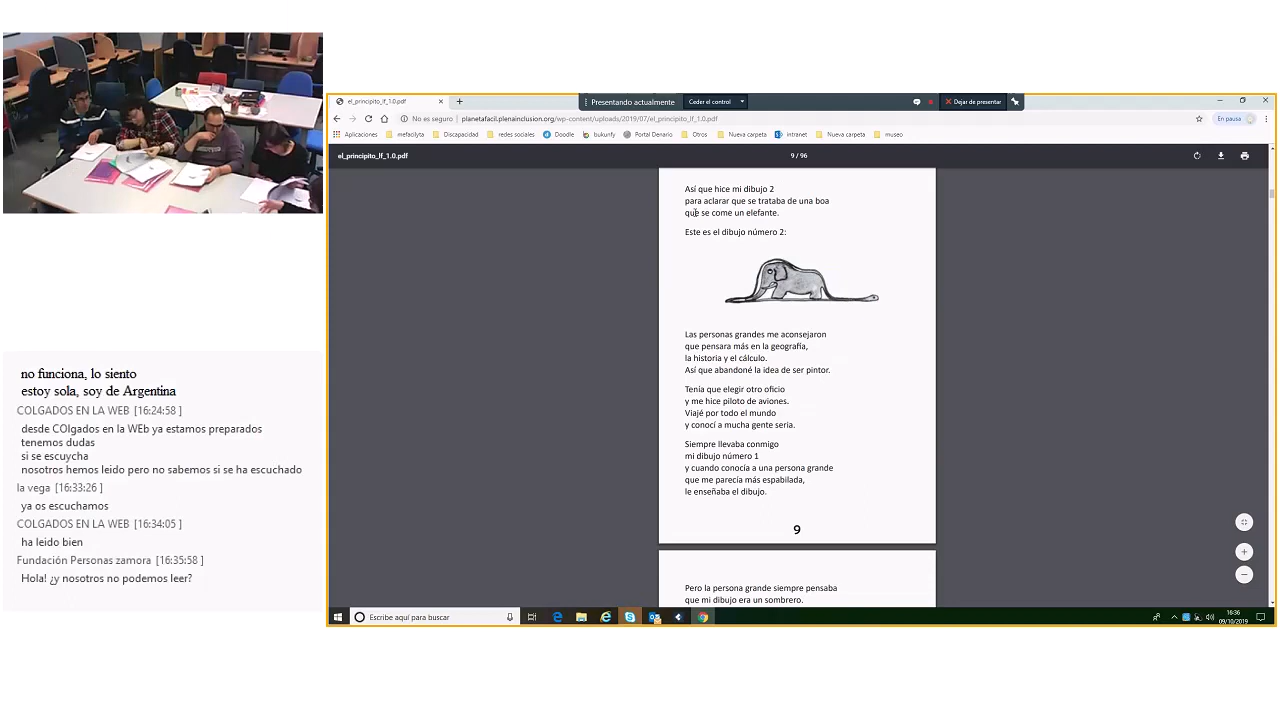 el_principito_lf_1.0.pdf
Presentando actualmente
Ceder el control
Dejar de presentar
No es seguro
planetafacil.plenainclusion.org/wp-content/uploads/2019/07/el_principito_lf_1.0.pdf
En pausa
Aplicaciones
mefacilyta
Discapacidad
redes sociales
Doodle
bukunfy
Portal Denario
Otros
Nueva carpeta
intranet
Nueva carpeta
museo
el_principito_lf_1.0.pdf
9 / 96
Así que hice mi dibujo 2
para aclarar que se trataba de una boa
que se come un elefante.
Este es el dibujo número 2:
Las personas grandes me aconsejaron
que pensara más en la geografía,
la historia y el cálculo.
Así que abandoné la idea de ser pintor.
Tenía que elegir otro oficio
y me hice piloto de aviones.
Viajé por todo el mundo
y conocí a mucha gente seria.
Siempre llevaba conmigo
mi dibujo número 1
y cuando conocía a una persona grande
que me parecía más espabilada,
le enseñaba el dibujo.
9
Pero la persona grande siempre pensaba
que mi dibujo era un sombrero.
Escribe aquí para buscar
16:36
09/10/2019
no funciona, lo siento
estoy sola, soy de Argentina
COLGADOS EN LA WEB [16:24:58 ]
desde COlgados en la WEb ya estamos preparados
tenemos dudas
si se escuycha
nosotros hemos leido pero no sabemos si se ha escuchado
la vega [16:33:26 ]
ya os escuchamos
COLGADOS EN LA WEB [16:34:05 ]
ha leido bien
Fundación Personas zamora [16:35:58 ]
Hola! ¿y nosotros no podemos leer?